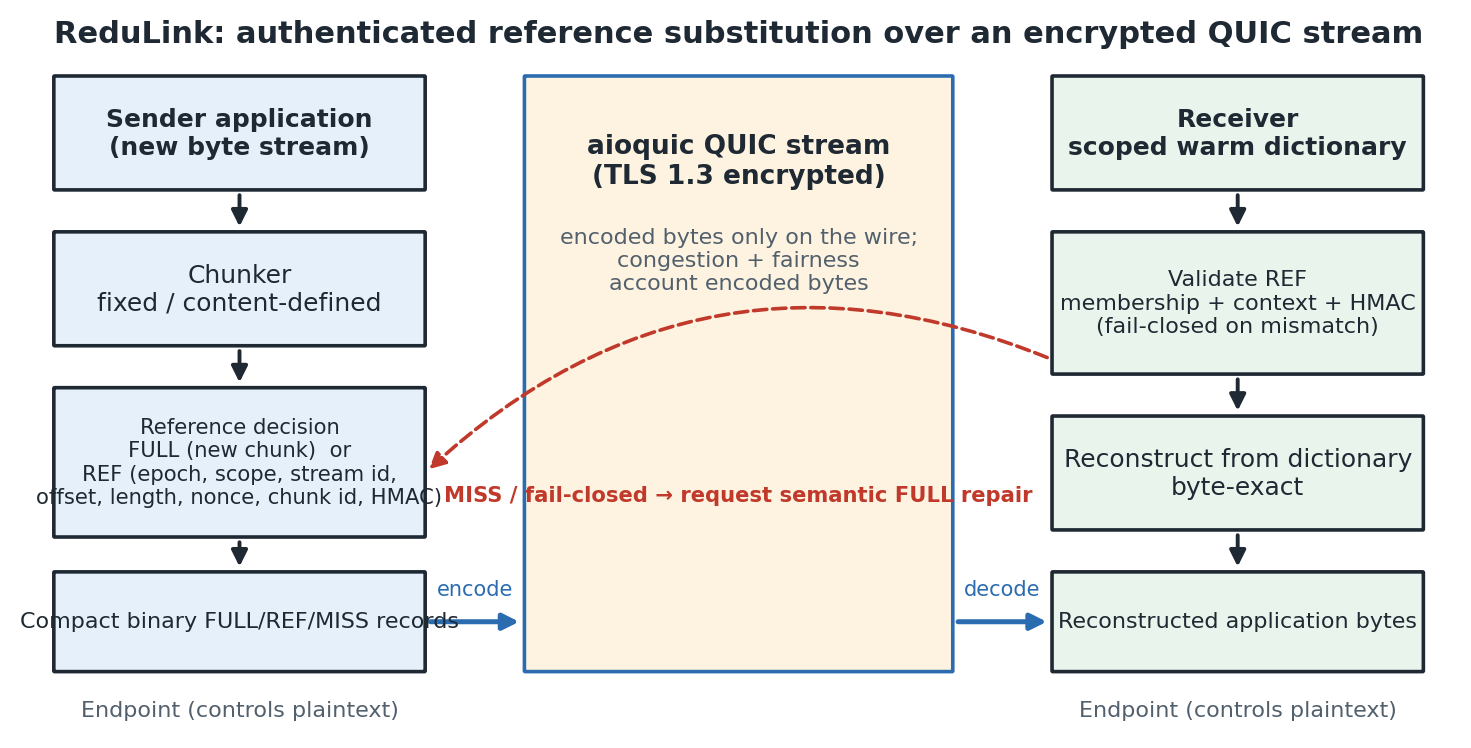 ReduLink: authenticated reference substitution over an encrypted QUIC stream
Sender application
(new byte stream)
Chunker
fixed / content-defined
Reference decision
FULL (new chunk)  or
REF (epoch, scope, stream id,
offset, length, nonce, chunk id, HMAC)
Compact binary FULL/REF/MISS records
Endpoint (controls plaintext)
encode
aioquic QUIC stream
(TLS 1.3 encrypted)
encoded bytes only on the wire;
congestion + fairness
account encoded bytes
MISS / fail-closed → request semantic FULL repair
decode
Receiver
scoped warm dictionary
Validate REF
membership + context + HMAC
(fail-closed on mismatch)
Reconstruct from dictionary
byte-exact
Reconstructed application bytes
Endpoint (controls plaintext)